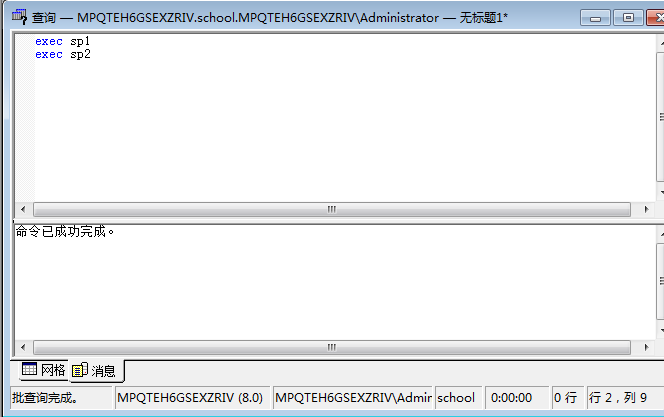 查询 — MPQTEH6GSEXZRIV.school.MPQTEH6GSEXZRIV\Administrator — 无标题1*
exec sp1
exec sp2
命令已成功完成。
网格 消息
批查询完成。 MPQTEH6GSEXZRIV (8.0) MPQTEH6GSEXZRIV\Admin school 0:00:00 0 行 行 2，列 9